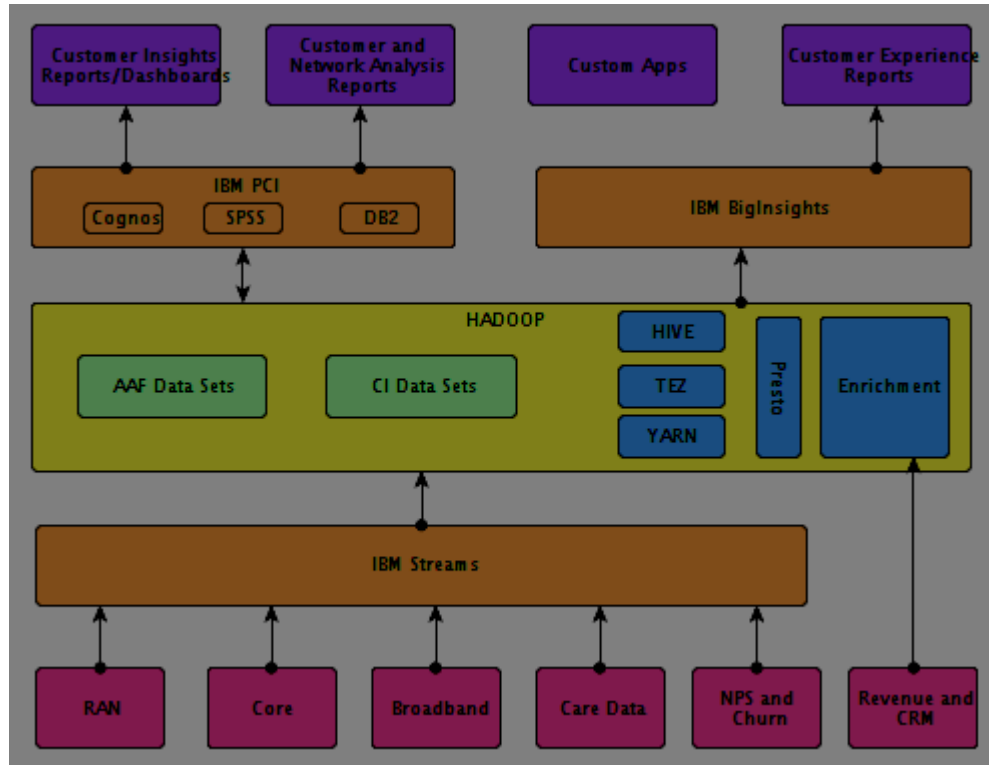 Customer Insights
Reports/Dashboards
Customer and
Network Analysis
Reports
Custom Apps
Customer Experience
Reports
IBM PCI
Cognos
SPSS
DB2
IBM BigInsights
HADOOP
AAF Data Sets
CI Data Sets
HIVE
TEZ
YARN
Presto
Enrichment
IBM Streams
RAN
Core
Broadband
Care Data
NPS and
Churn
Revenue and
CRM